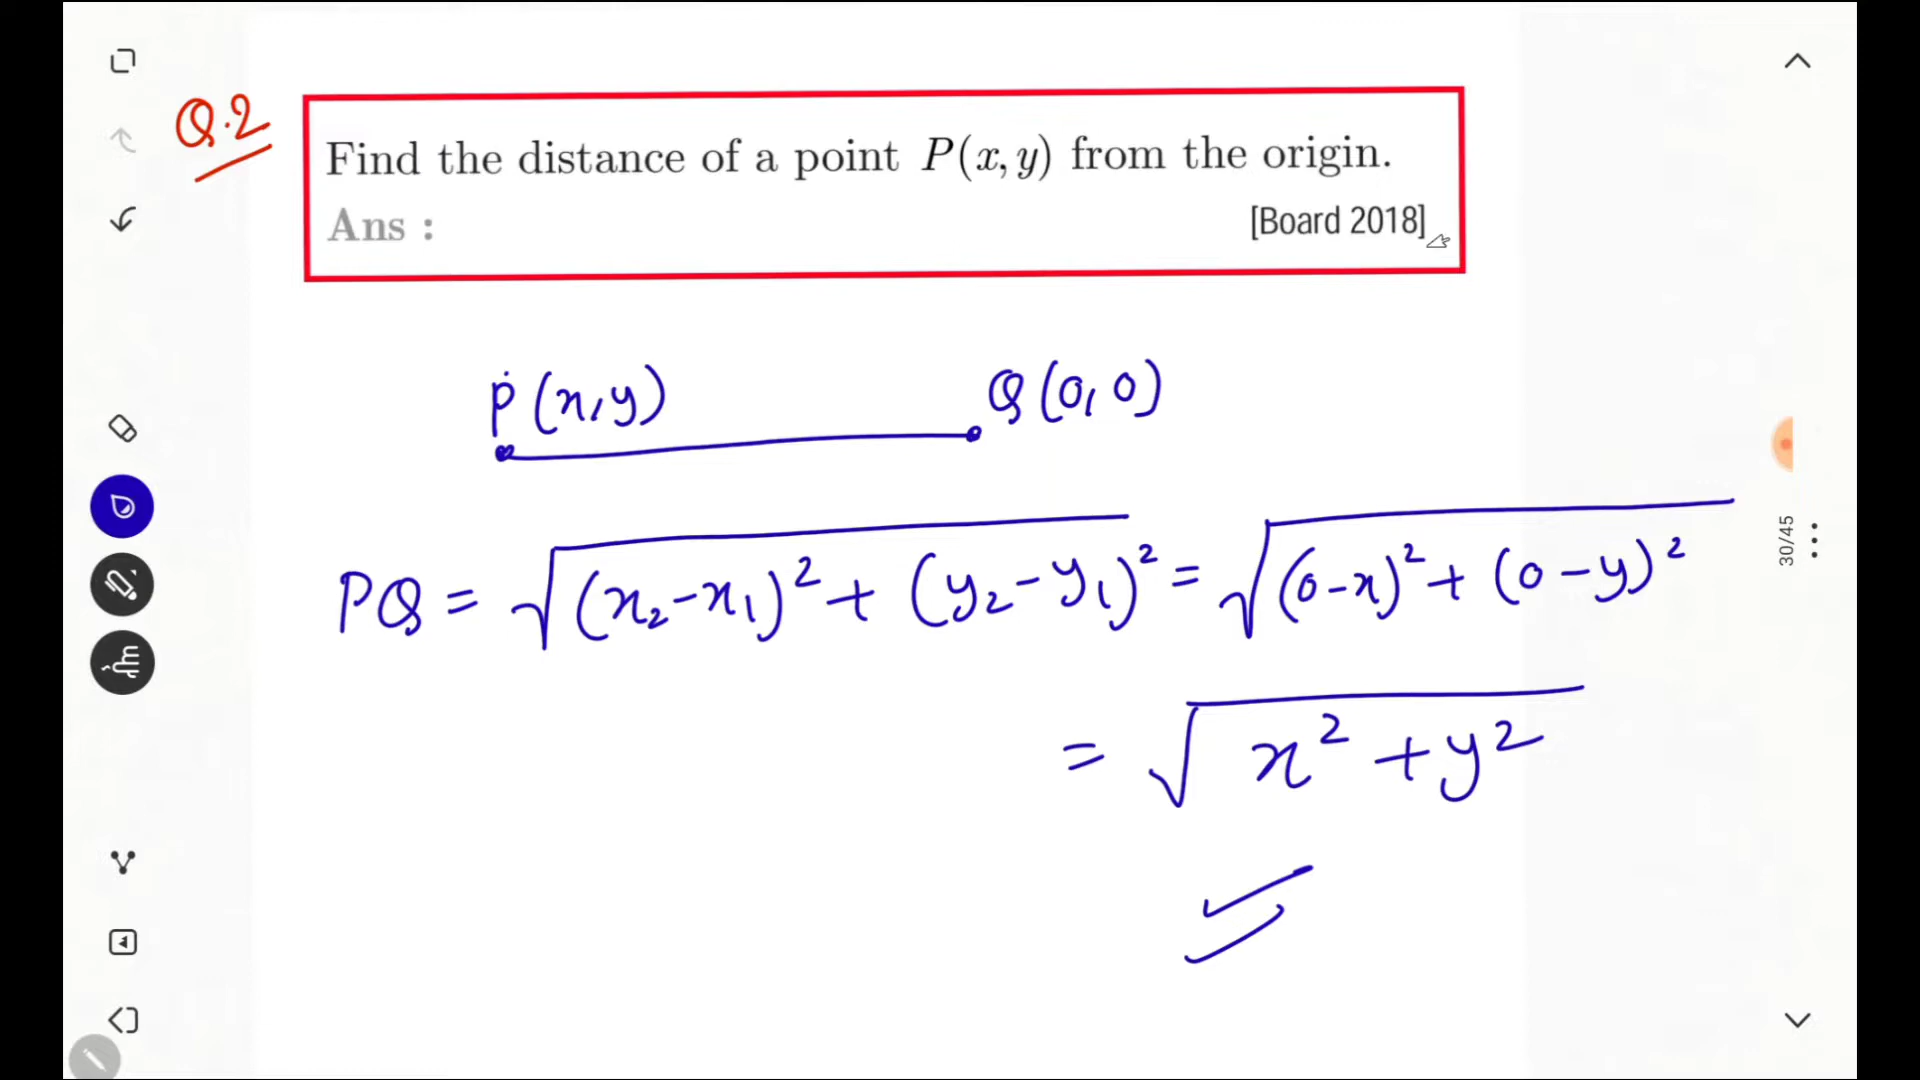 Q.2
Find the distance of a point P(x, y) from the origin.
Ans :
[Board 2018]
P(x,y) Q(0,0)
PQ = √((x₂-x₁)² + (y₂-y₁)²) = √((0-x)² + (0-y)²)
= √(x² + y²)
30/45